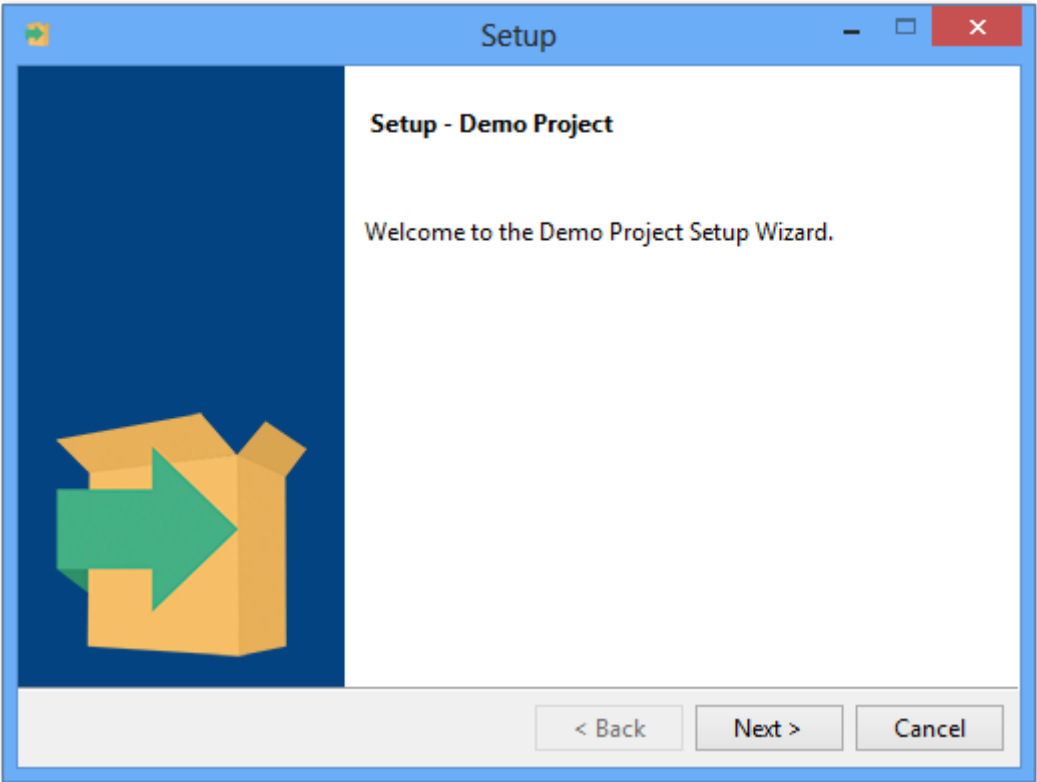 Setup
Setup - Demo Project
Welcome to the Demo Project Setup Wizard.
< Back
Next >
Cancel